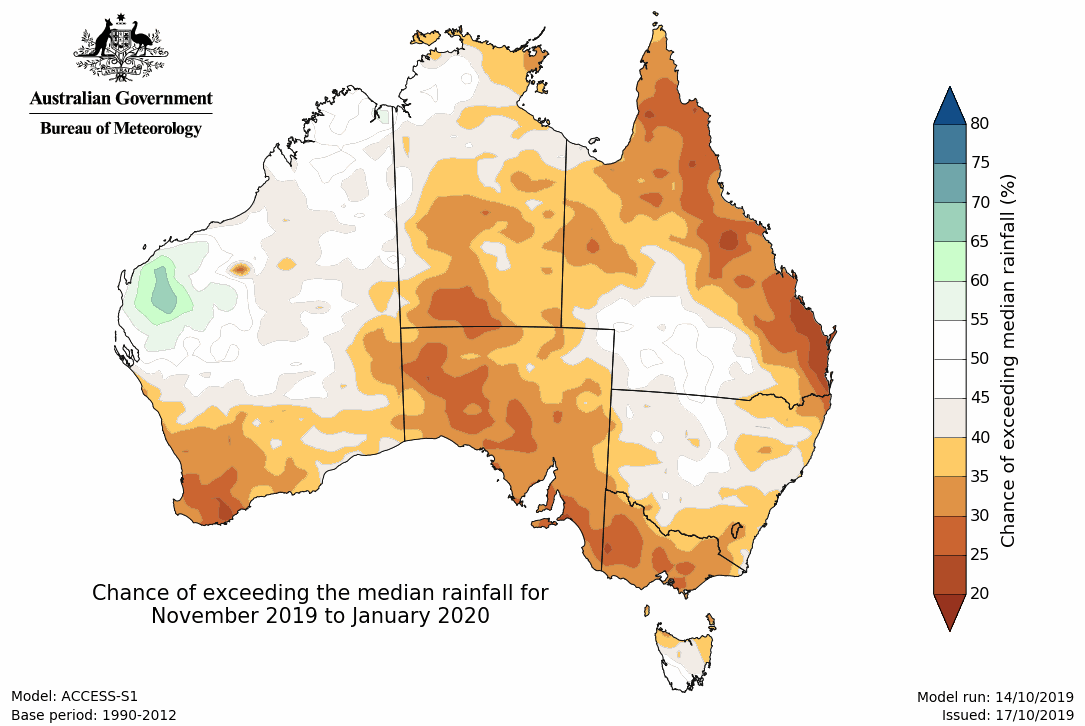 Australian Government
Bureau of Meteorology
80
75
70
65
60
55
50
45
40
35
30
25
20
Chance of exceeding median rainfall (%)
Chance of exceeding the median rainfall for
November 2019 to January 2020
Model: ACCESS-S1
Base period: 1990-2012
Model run: 14/10/2019
Issued: 17/10/2019